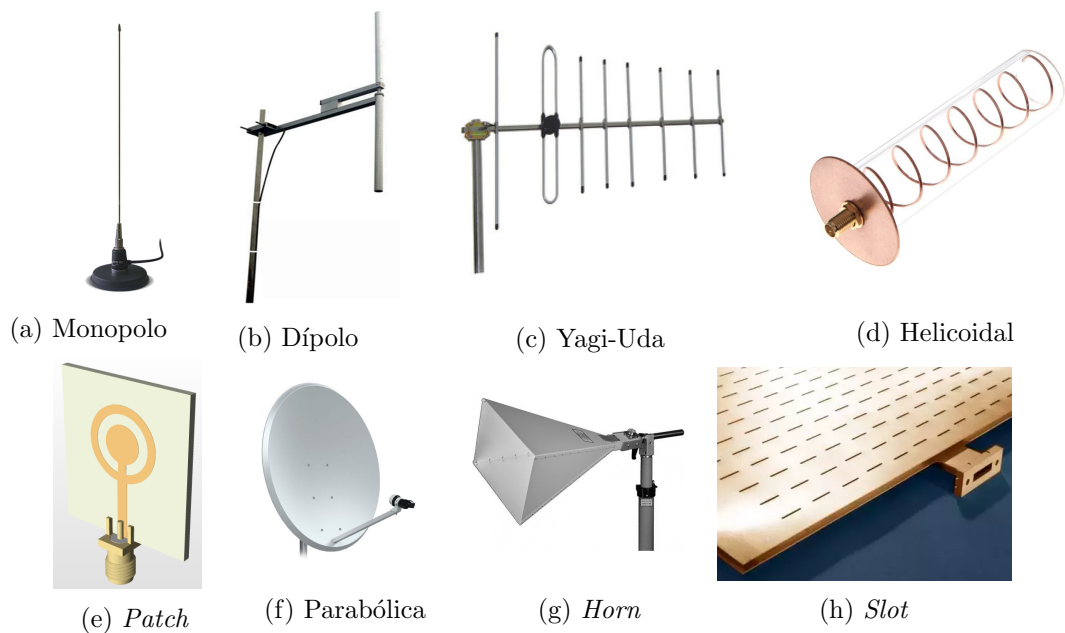 (a) Monopolo
(b) Dípolo
(c) Yagi-Uda
(d) Helicoidal
(e) Patch
(f) Parabólica
(g) Horn
(h) Slot